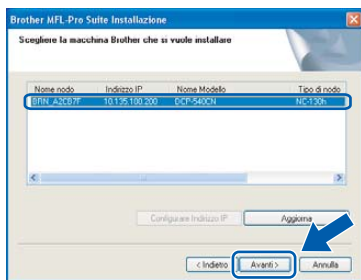 Brother MFL-Pro Suite Installazione
Scegliere la macchina Brother che si vuole installare
Nome nodo Indirizzo IP Nome Modello Tipo di nodo
BRN_A2CB7F 10.135.100.200 DCP-540CN NC-130h
Configurare Indirizzo IP Aggiorna
< Indietro Avanti > Annulla